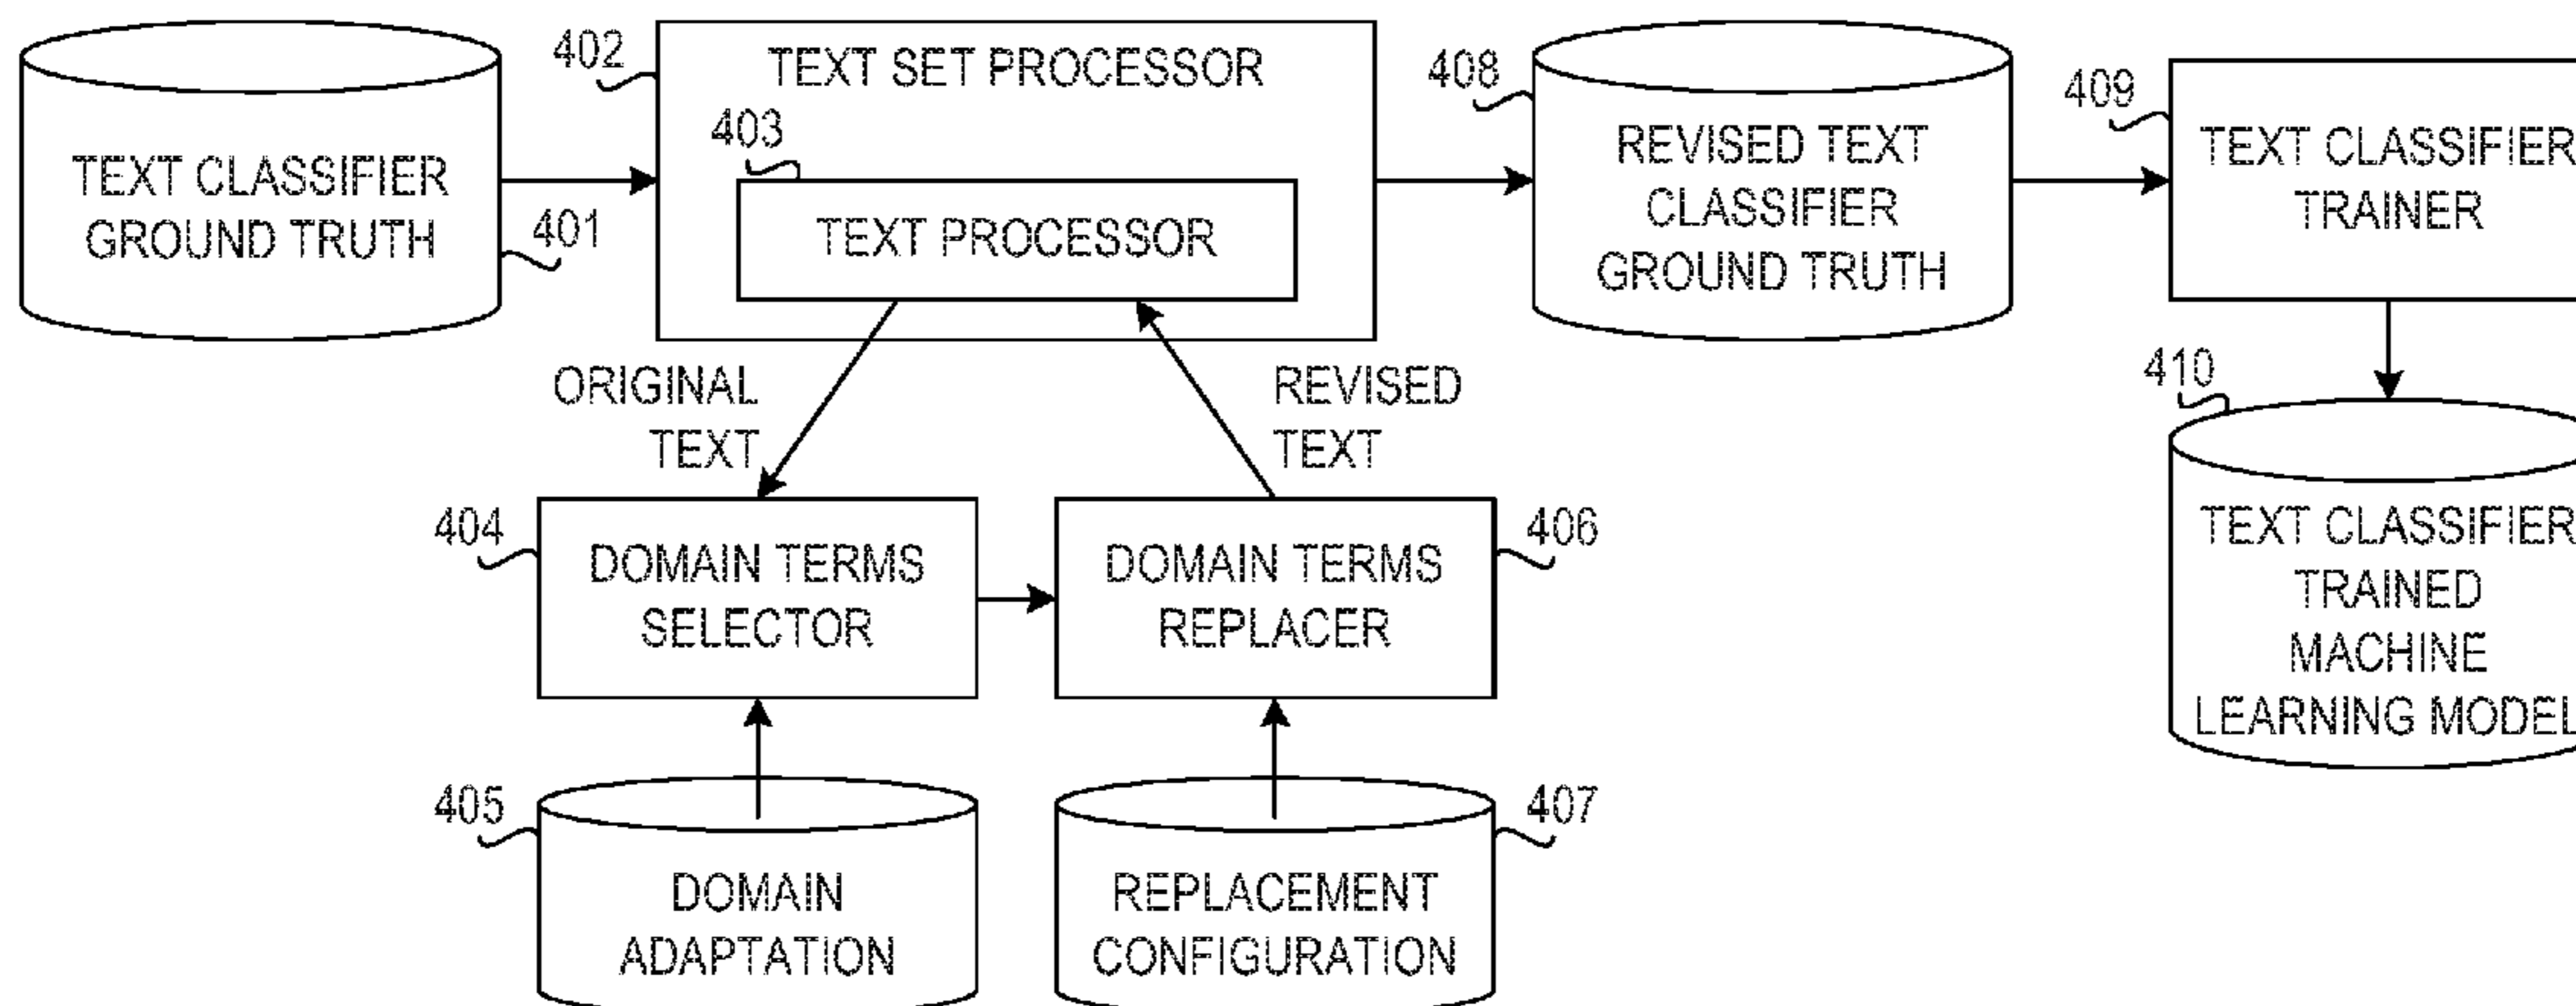 402
TEXT SET PROCESSOR
403
TEXT PROCESSOR
TEXT CLASSIFIER
GROUND TRUTH
401
408
REVISED TEXT
CLASSIFIER
GROUND TRUTH
409
TEXT CLASSIFIER
TRAINER
ORIGINAL
TEXT
REVISED
TEXT
410
TEXT CLASSIFIER
TRAINED
MACHINE
LEARNING MODEL
404
DOMAIN TERMS
SELECTOR
DOMAIN TERMS
REPLACER
406
405
DOMAIN
ADAPTATION
REPLACEMENT
CONFIGURATION
407